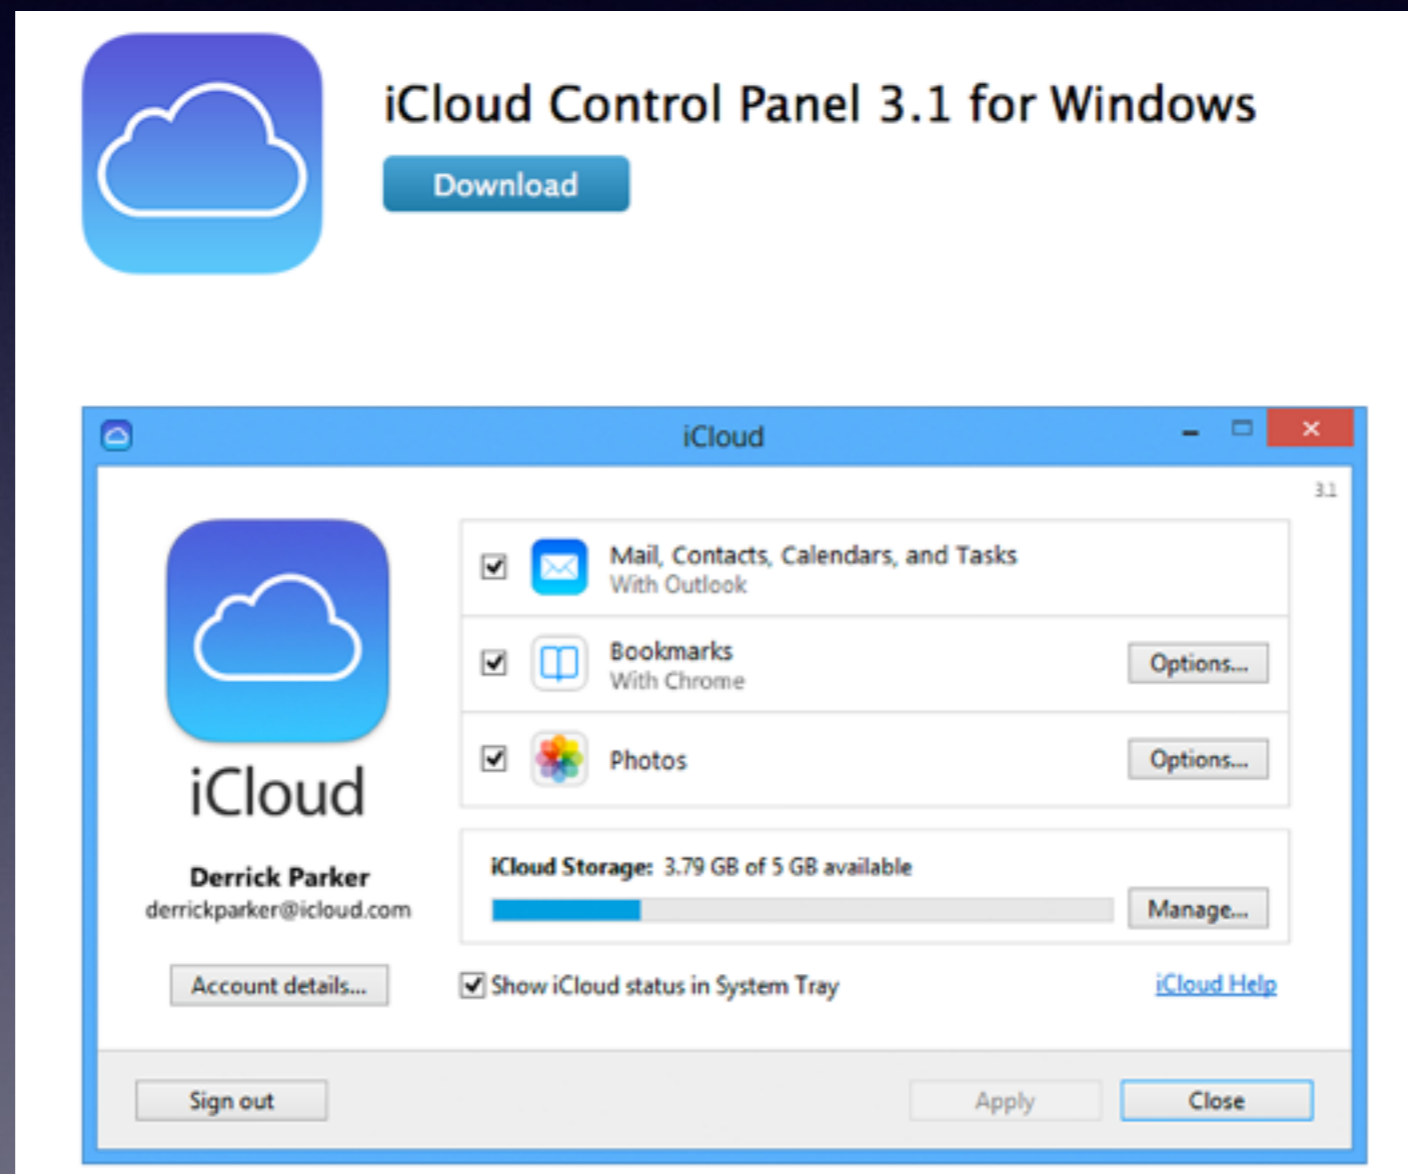 iCloud Control Panel 3.1 for Windows
Download
iCloud
3.1
Mail, Contacts, Calendars, and Tasks
With Outlook
Bookmarks
With Chrome
Options...
Photos
Options...
iCloud
Derrick Parker
derrickparker@icloud.com
Account details...
iCloud Storage: 3.79 GB of 5 GB available
Manage...
Show iCloud status in System Tray
iCloud Help
Sign out
Apply
Close